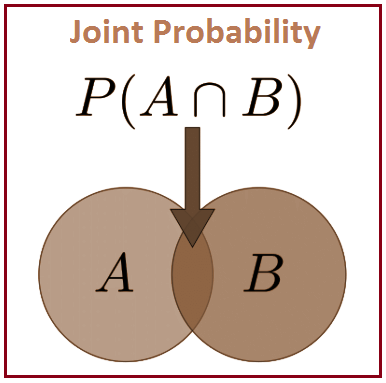 Joint Probability
P(A ∩ B)
A B